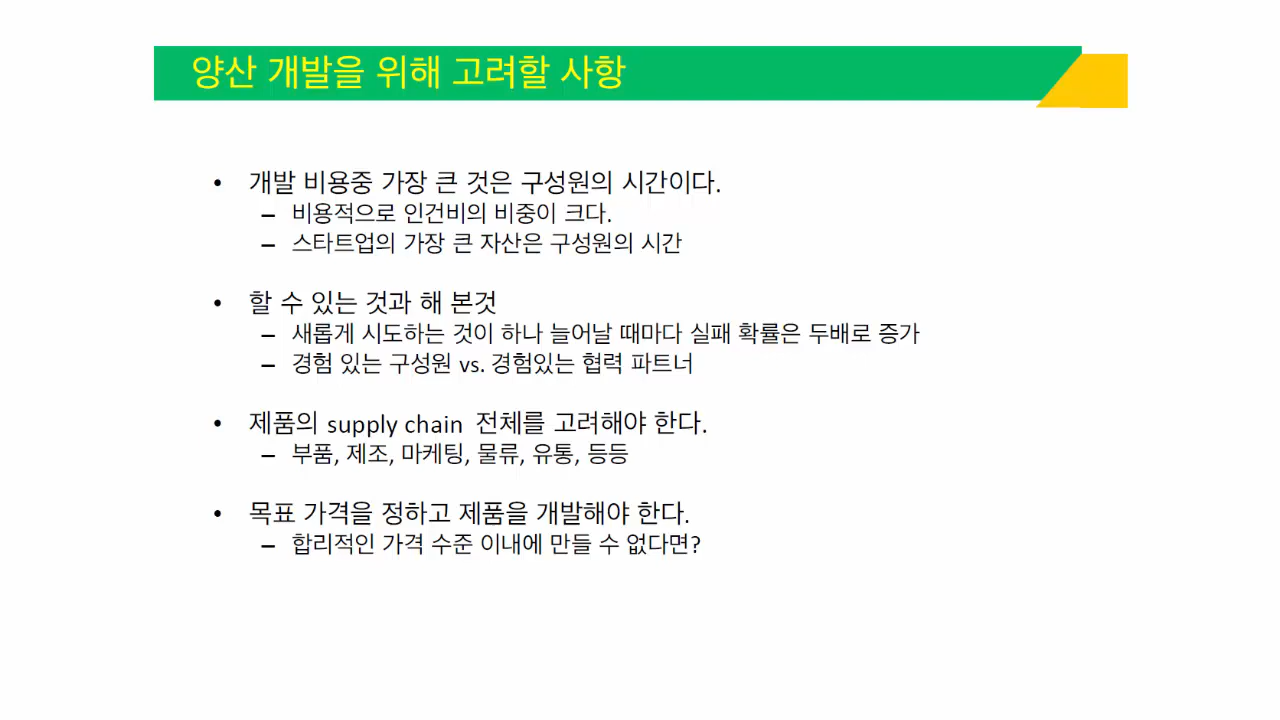 양산 개발을 위해 고려할 사항
• 개발 비용중 가장 큰 것은 구성원의 시간이다.
– 비용적으로 인건비의 비중이 크다.
– 스타트업의 가장 큰 자산은 구성원의 시간
• 할 수 있는 것과 해 본것
– 새롭게 시도하는 것이 하나 늘어날 때마다 실패 확률은 두배로 증가
– 경험 있는 구성원 vs. 경험있는 협력 파트너
• 제품의 supply chain 전체를 고려해야 한다.
– 부품, 제조, 마케팅, 물류, 유통, 등등
• 목표 가격을 정하고 제품을 개발해야 한다.
– 합리적인 가격 수준 이내에 만들 수 없다면?